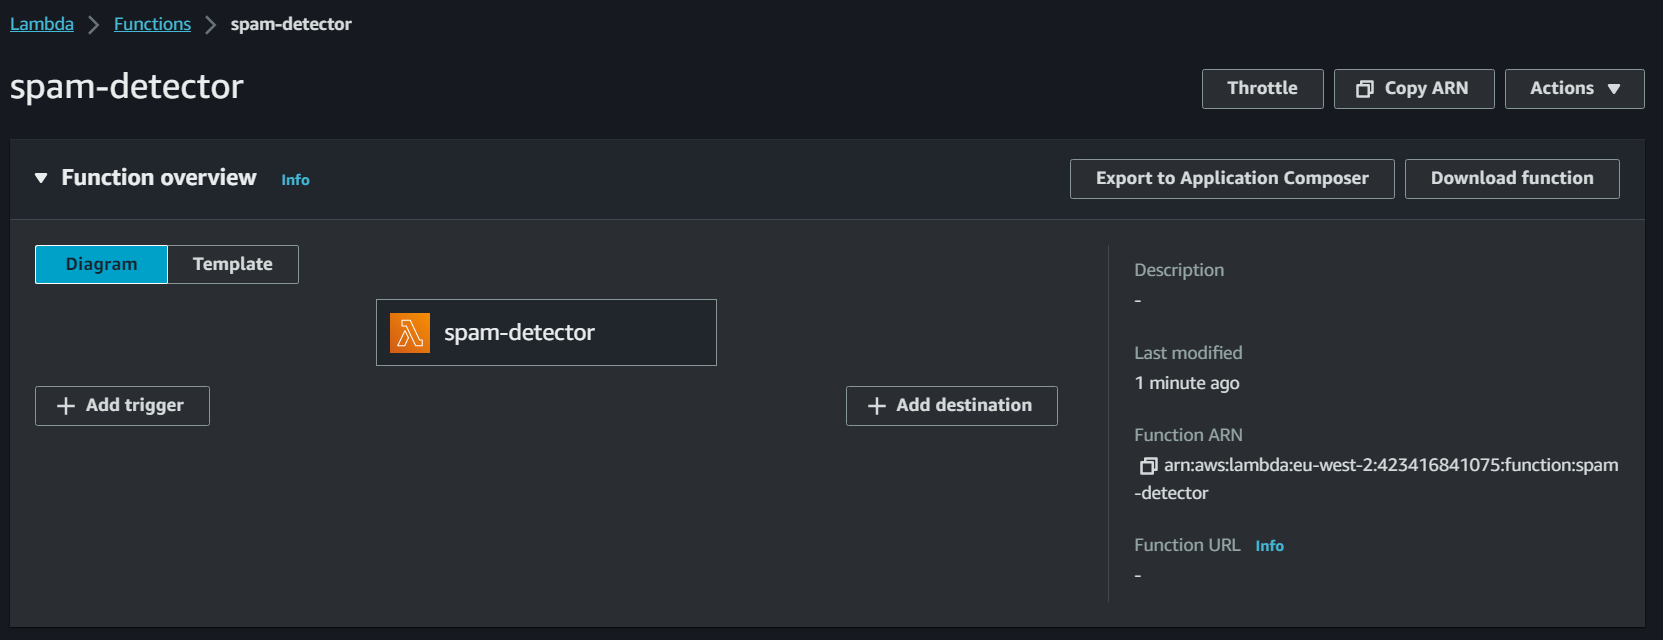 Lambda > Functions > spam-detector
spam-detector
Throttle
Copy ARN
Actions
Function overview Info
Export to Application Composer
Download function
Diagram
Template
spam-detector
+ Add trigger
+ Add destination
Description
-
Last modified
1 minute ago
Function ARN
arn:aws:lambda:eu-west-2:423416841075:function:spam
-detector
Function URL Info
-